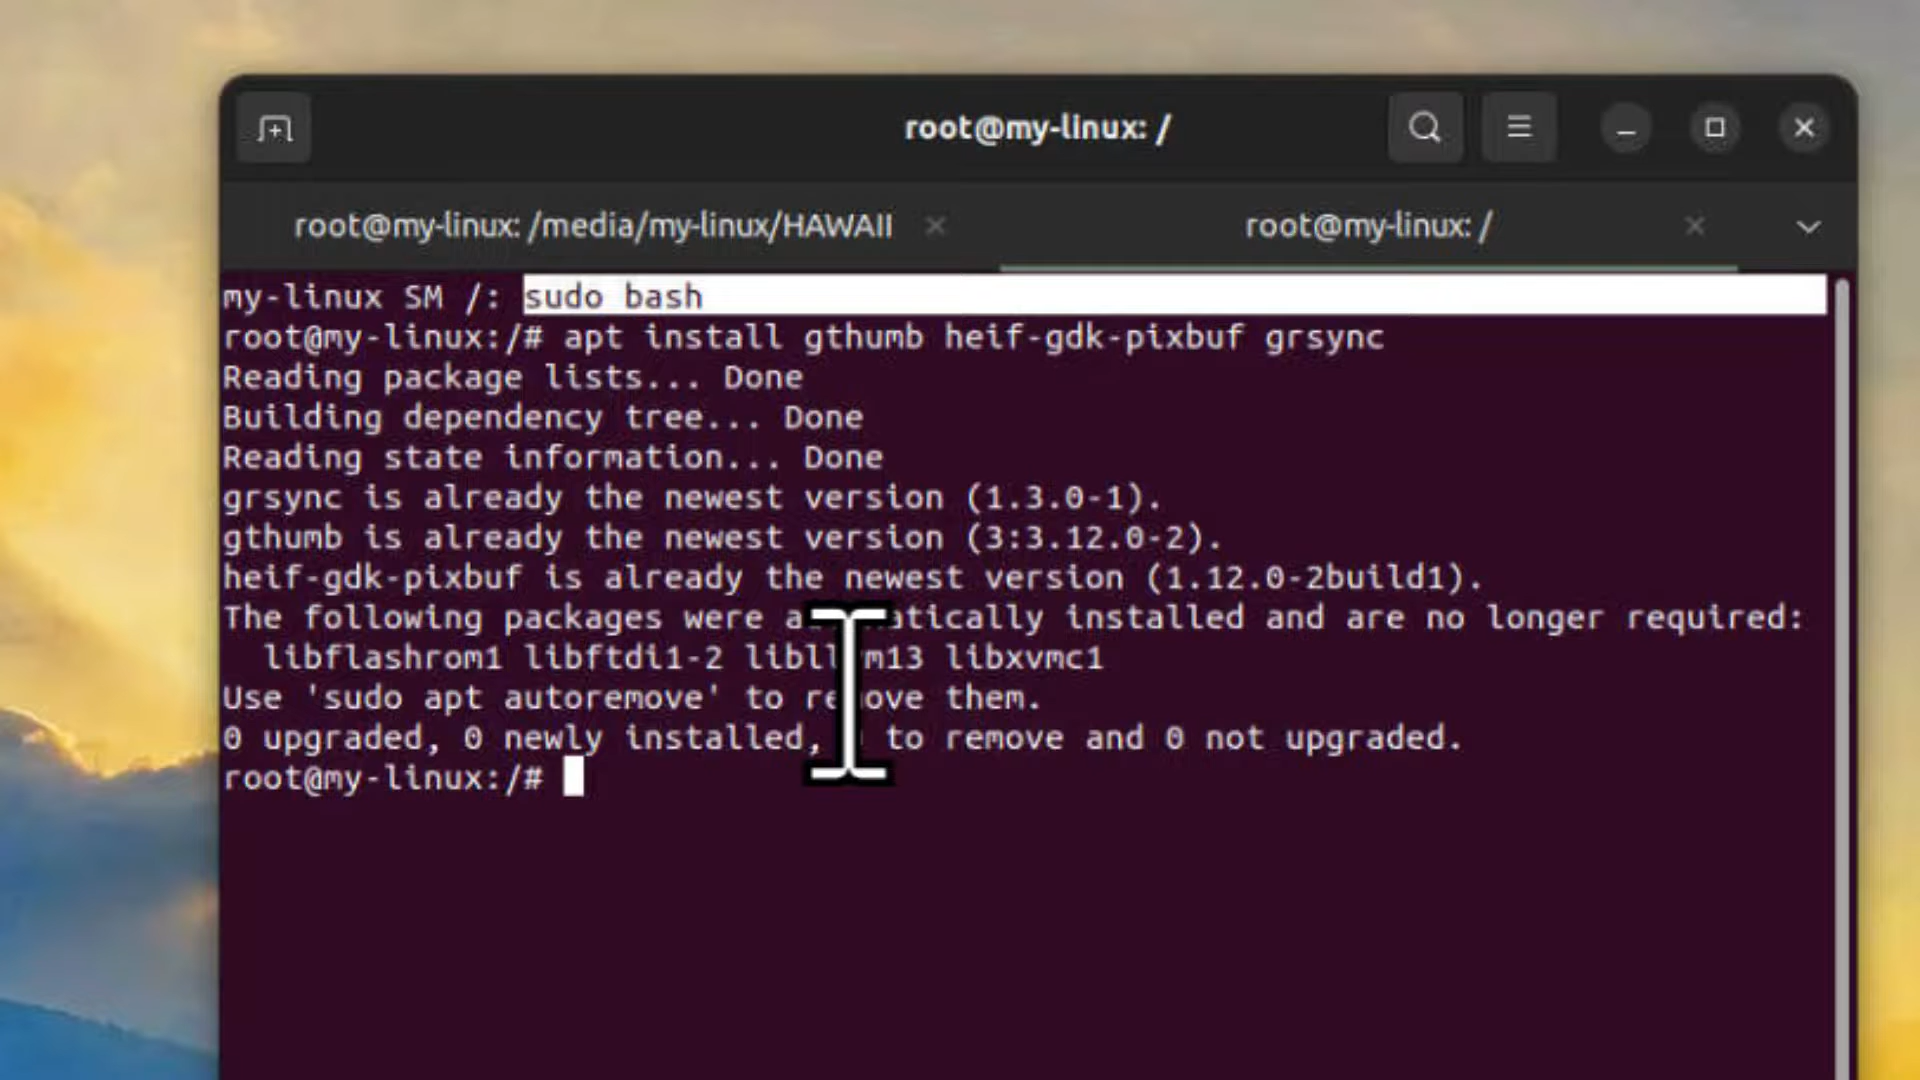 root@my-linux: /
root@my-linux: /media/my-linux/HAWAII
root@my-linux: /
my-linux SM /: sudo bash
root@my-linux:/# apt install gthumb heif-gdk-pixbuf grsync
Reading package lists... Done
Building dependency tree... Done
Reading state information... Done
grsync is already the newest version (1.3.0-1).
gthumb is already the newest version (3:3.12.0-2).
heif-gdk-pixbuf is already the newest version (1.12.0-2build1).
The following packages were automatically installed and are no longer required:
libflashrom1 libftdi1-2 libllvm13 libxvmc1
Use 'sudo apt autoremove' to remove them.
0 upgraded, 0 newly installed, to remove and 0 not upgraded.
root@my-linux:/#